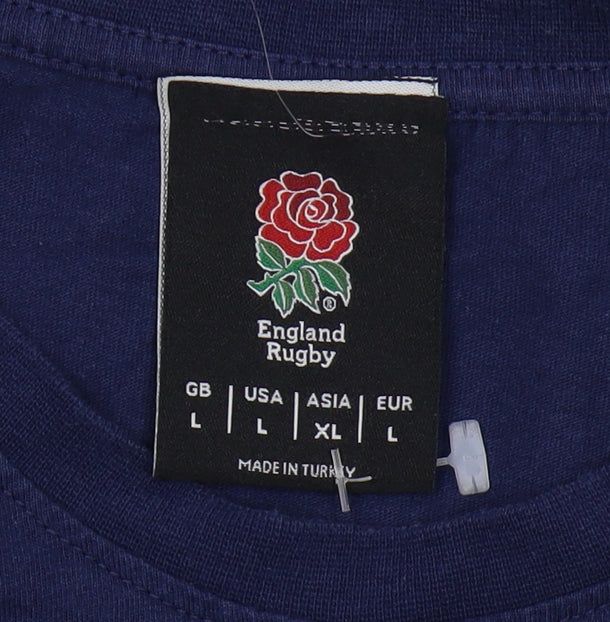 ®
England
Rugby
GB | USA | ASIA | EUR
L | L | XL | L
MADE IN TURKEY